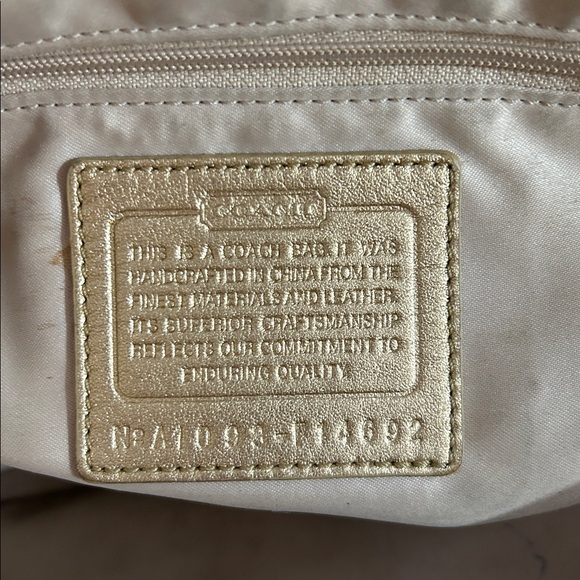 COACH
THIS IS A COACH BAG. IT WAS
HANDCRAFTED IN CHINA FROM THE
FINEST MATERIALS AND LEATHER.
ITS SUPERIOR CRAFTSMANSHIP
REFLECTS OUR COMMITMENT TO
ENDURING QUALITY.
Nº A1093-F14692